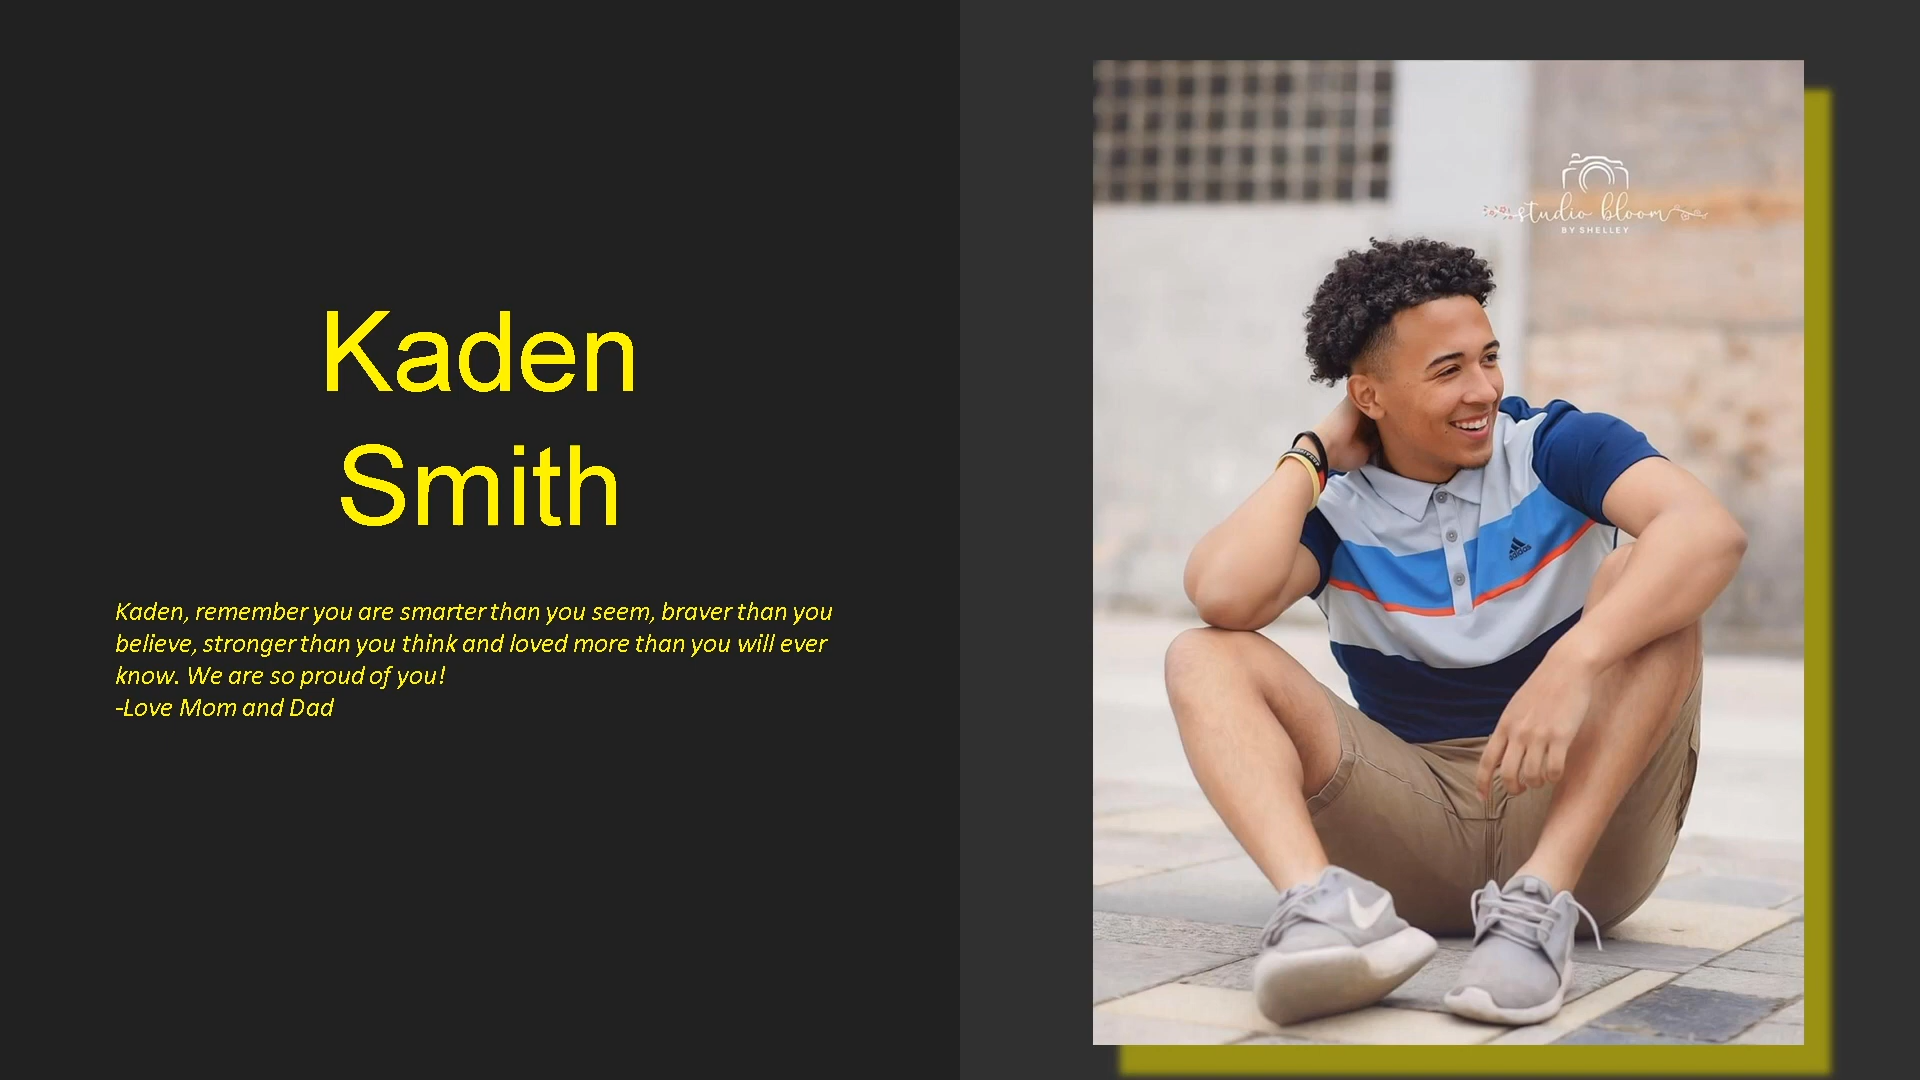 Kaden
Smith
Kaden, remember you are smarter than you seem, braver than you
believe, stronger than you think and loved more than you will ever
know. We are so proud of you!
-Love Mom and Dad
studio bloom
BY SHELLEY
adidas